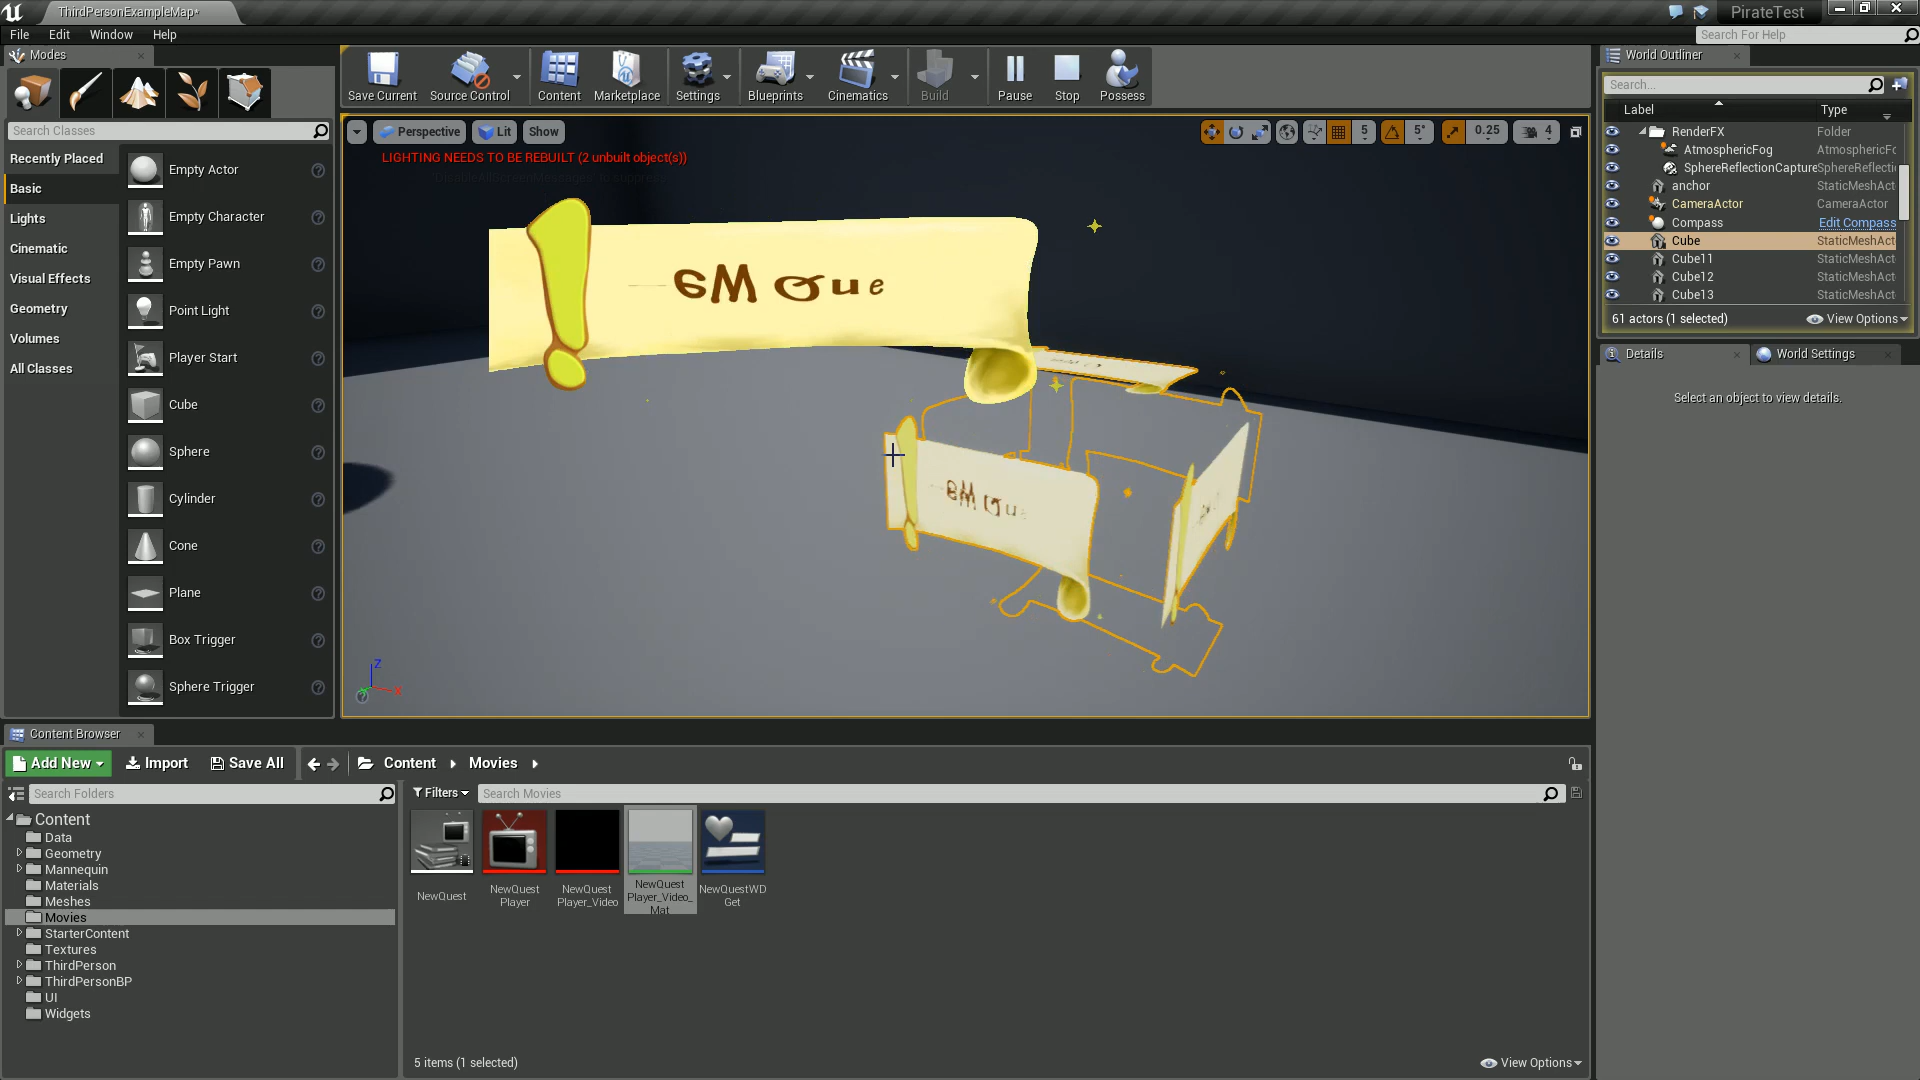 ThirdPersonExampleMap*
PirateTest
File Edit Window Help
Search For Help
Modes
Search Classes
Recently Placed
Basic
Lights
Cinematic
Visual Effects
Geometry
Volumes
All Classes
Empty Actor
Empty Character
Empty Pawn
Point Light
Player Start
Cube
Sphere
Cylinder
Cone
Plane
Box Trigger
Sphere Trigger
Save Current
Source Control
Content
Marketplace
Settings
Blueprints
Cinematics
Build
Pause
Stop
Possess
Perspective
Lit
Show
5
5°
0.25
4
LIGHTING NEEDS TO BE REBUILT (2 unbuilt object(s))
Que
Z
X
World Outliner
Search...
Label Type
RenderFX Folder
AtmosphericFog AtmosphericFc
SphereReflectionCapture SphereReflecti
anchor StaticMeshAct
CameraActor CameraActor
Compass Edit Compass
Cube StaticMeshAct
Cube11 StaticMeshAct
Cube12 StaticMeshAct
Cube13 StaticMeshAct
61 actors (1 selected)
View Options
Details
World Settings
Select an object to view details.
Content Browser
Add New
Import
Save All
Content
Movies
Search Folders
Filters
Search Movies
Content
Data
Geometry
Mannequin
Materials
Meshes
Movies
StarterContent
Textures
ThirdPerson
ThirdPersonBP
UI
Widgets
NewQuest
NewQuest
Player
NewQuest
Player_Video
NewQuest
Player_Video_
Mat
NewQuestWD
Get
5 items (1 selected)
View Options